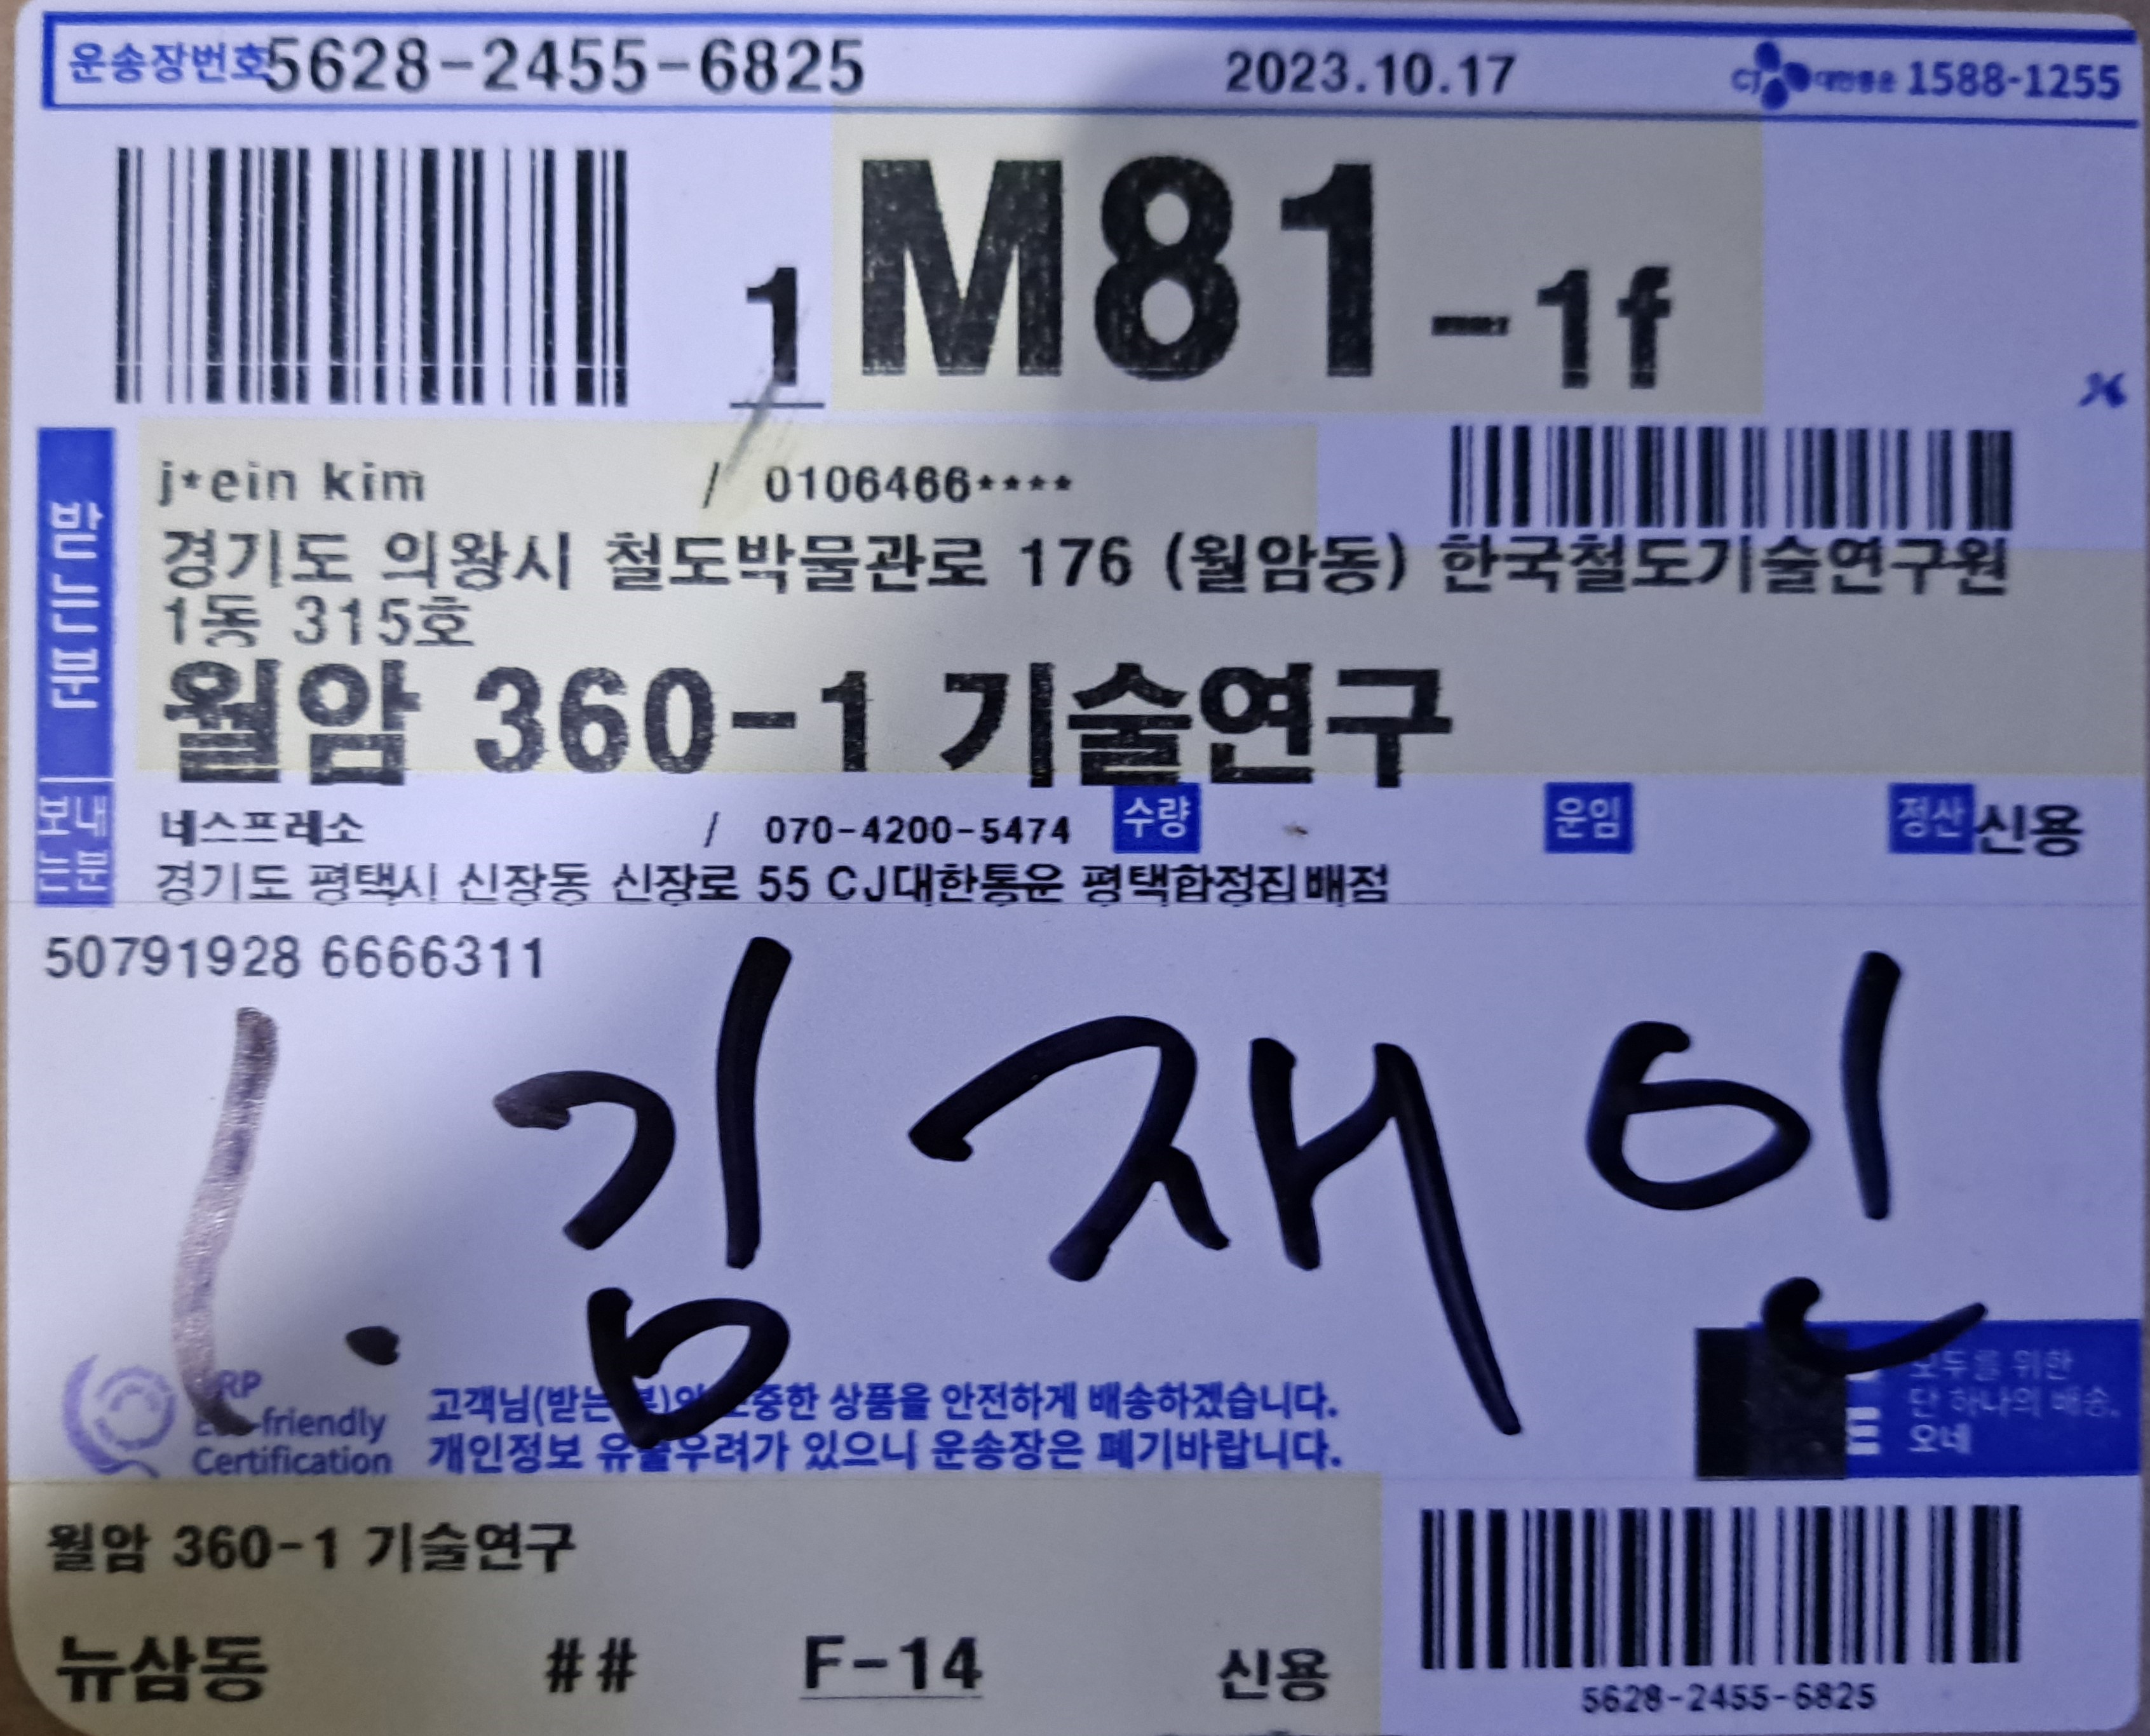 운송장번호 5628-2455-6825 2023.10.17 CJ대한통운 1588-1255
1 M81-1f
받는분
j*ein kim / 0106466****
경기도 의왕시 철도박물관로 176 (월암동) 한국철도기술연구원
1동 315호
월암 360-1 기술연구
보내는분
네스프레소 / 070-4200-5474 수량 운임 정산 신용
경기도 평택시 신장동 신장로 55 CJ대한통운 평택합정집배점
50791928 6666311
1. 김재인
-friendly
Certification
고객님(받는분)의 소중한 상품을 안전하게 배송하겠습니다.
개인정보 유출우려가 있으니 운송장은 폐기바랍니다.
모두를 위한
단 하나의 배송,
오네
월암 360-1 기술연구
뉴삼동 ## F-14 신용
5628-2455-6825